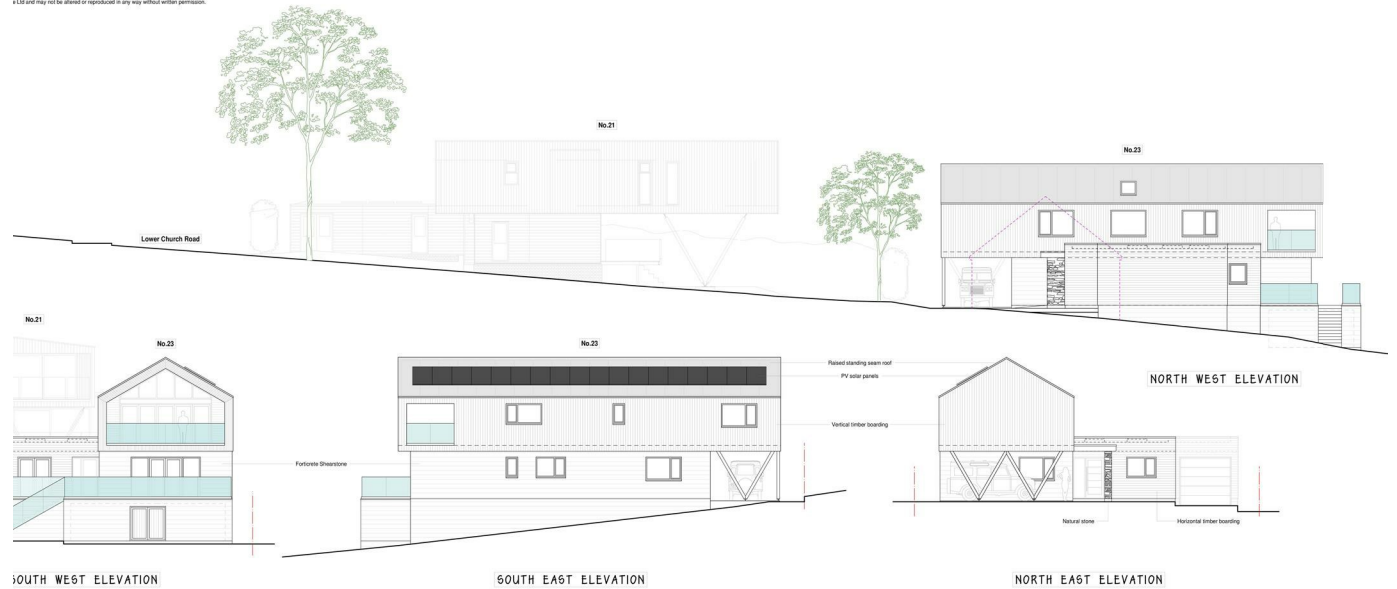 e Ltd and may not be altered or reproduced in any way without written permission.
No.21
No.23
Lower Church Road
NORTH WEST ELEVATION
No.21
No.23
No.23
Raised standing seam roof
PV solar panels
Vertical timber boarding
Forticrete Shearstone
Natural stone
Horizontal timber boarding
SOUTH WEST ELEVATION
SOUTH EAST ELEVATION
NORTH EAST ELEVATION